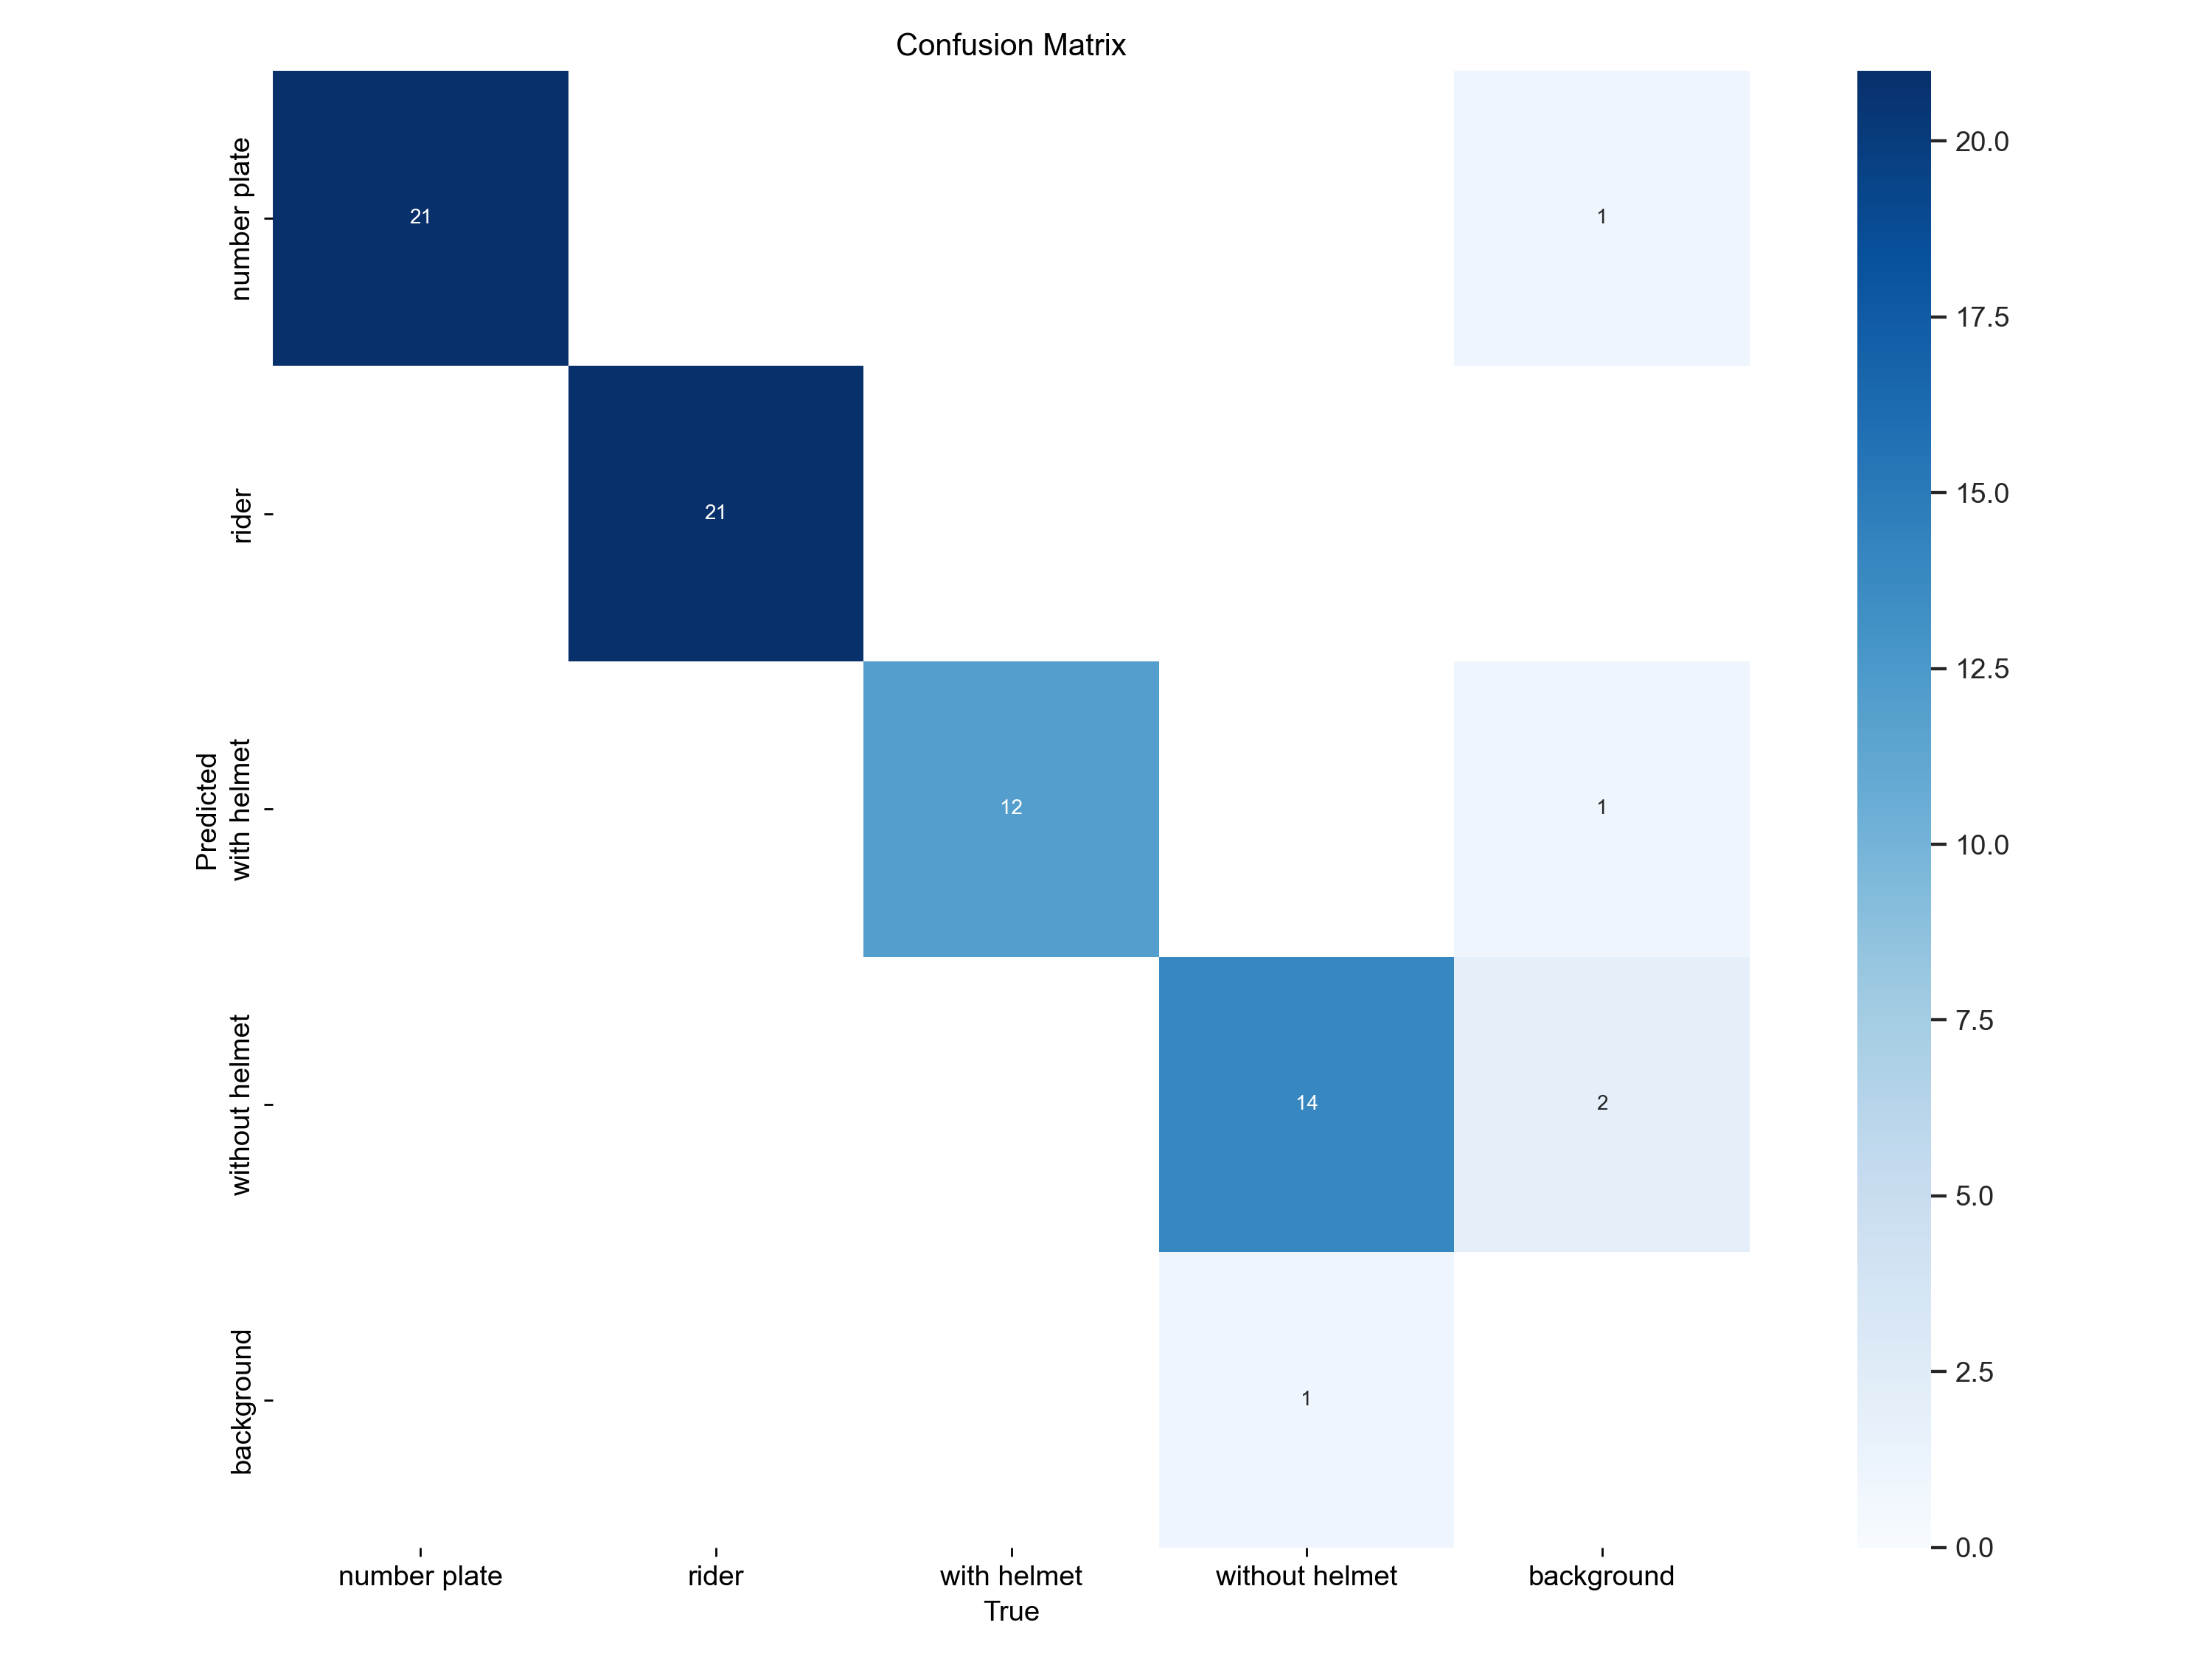 Confusion Matrix
number plate
rider
with helmet
without helmet
background
Predicted
21
1
21
12
1
14
2
1
number plate
rider
with helmet
without helmet
background
True
20.0
17.5
15.0
12.5
10.0
7.5
5.0
2.5
0.0